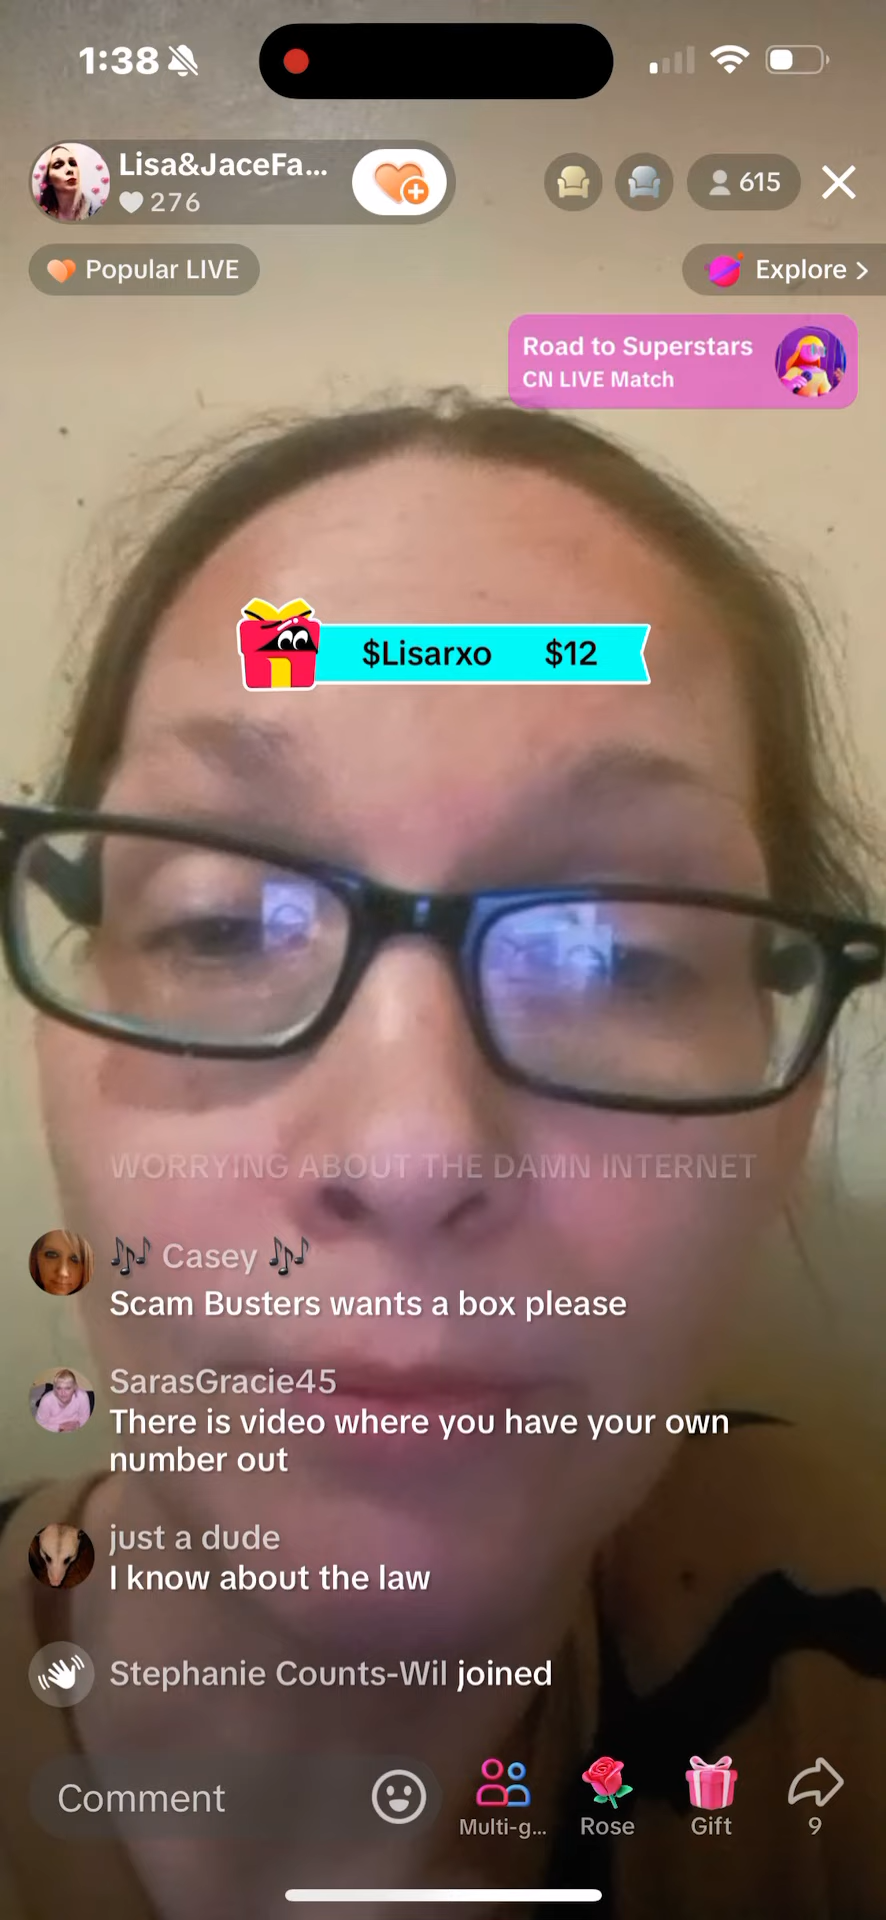 1:38
Lisa&JaceFa...
276
615
Popular LIVE
Explore >
Road to Superstars
CN LIVE Match
$Lisarxo $12
WORRYING ABOUT THE DAMN INTERNET
Casey
Scam Busters wants a box please
SarasGracie45
There is video where you have your own
number out
just a dude
I know about the law
Stephanie Counts-Wil joined
Comment
Multi-g...
Rose
Gift
9